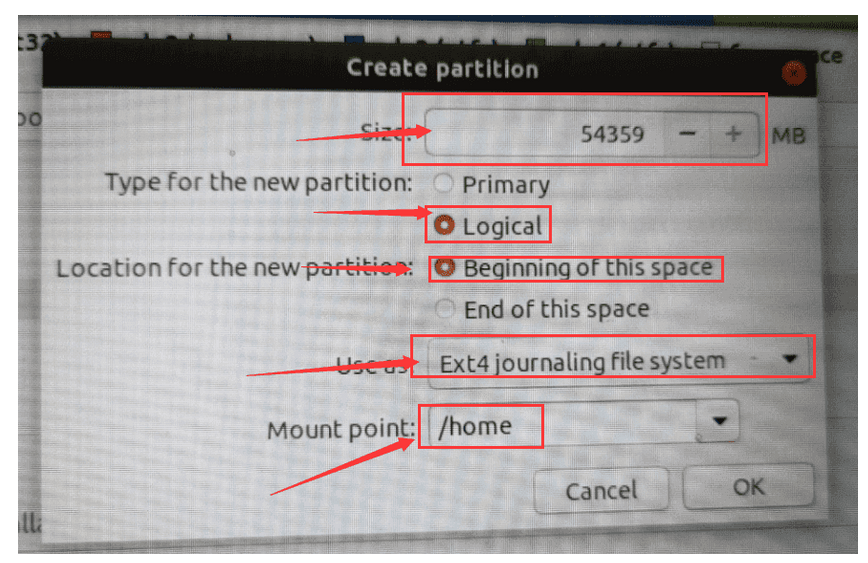 Create partition
Size: 54359 MB
Type for the new partition: Primary
Logical
Location for the new partition: Beginning of this space
End of this space
Use as Ext4 journaling file system
Mount point: /home
Cancel OK